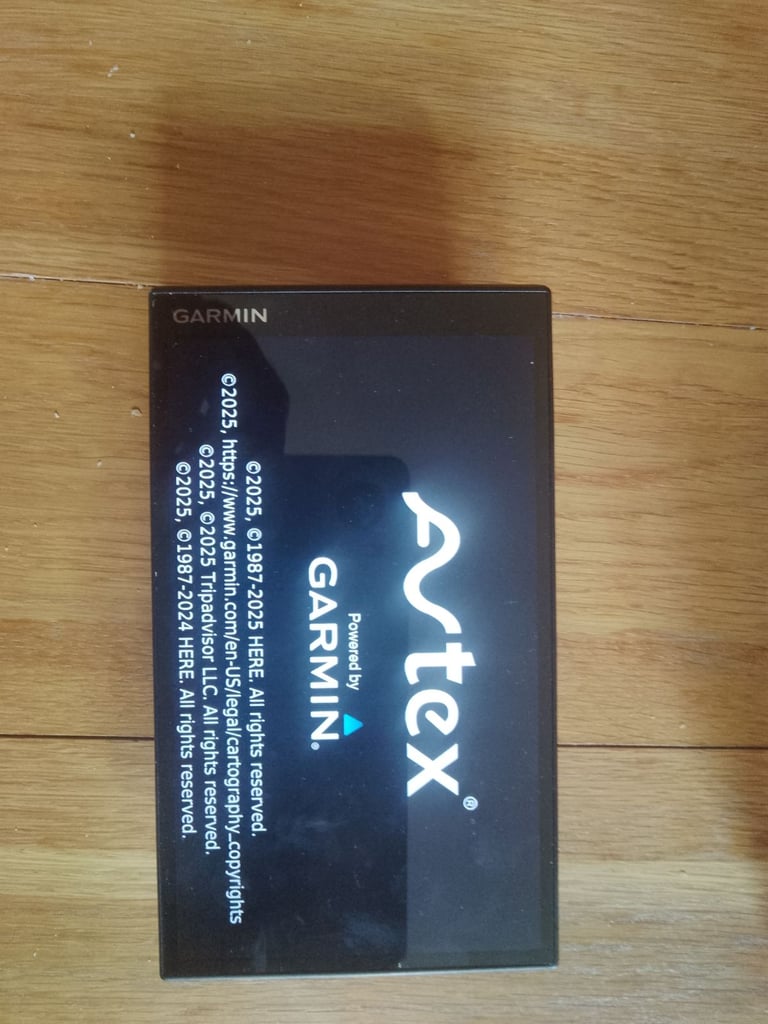 GARMIN
Avtex®
Powered by
GARMIN®
©2025, ©1987-2025 HERE. All rights reserved.
©2025, https://www.garmin.com/en-US/legal/cartography_copyrights
©2025, ©2025 Tripadvisor LLC. All rights reserved.
©2025, ©1987-2024 HERE. All rights reserved.